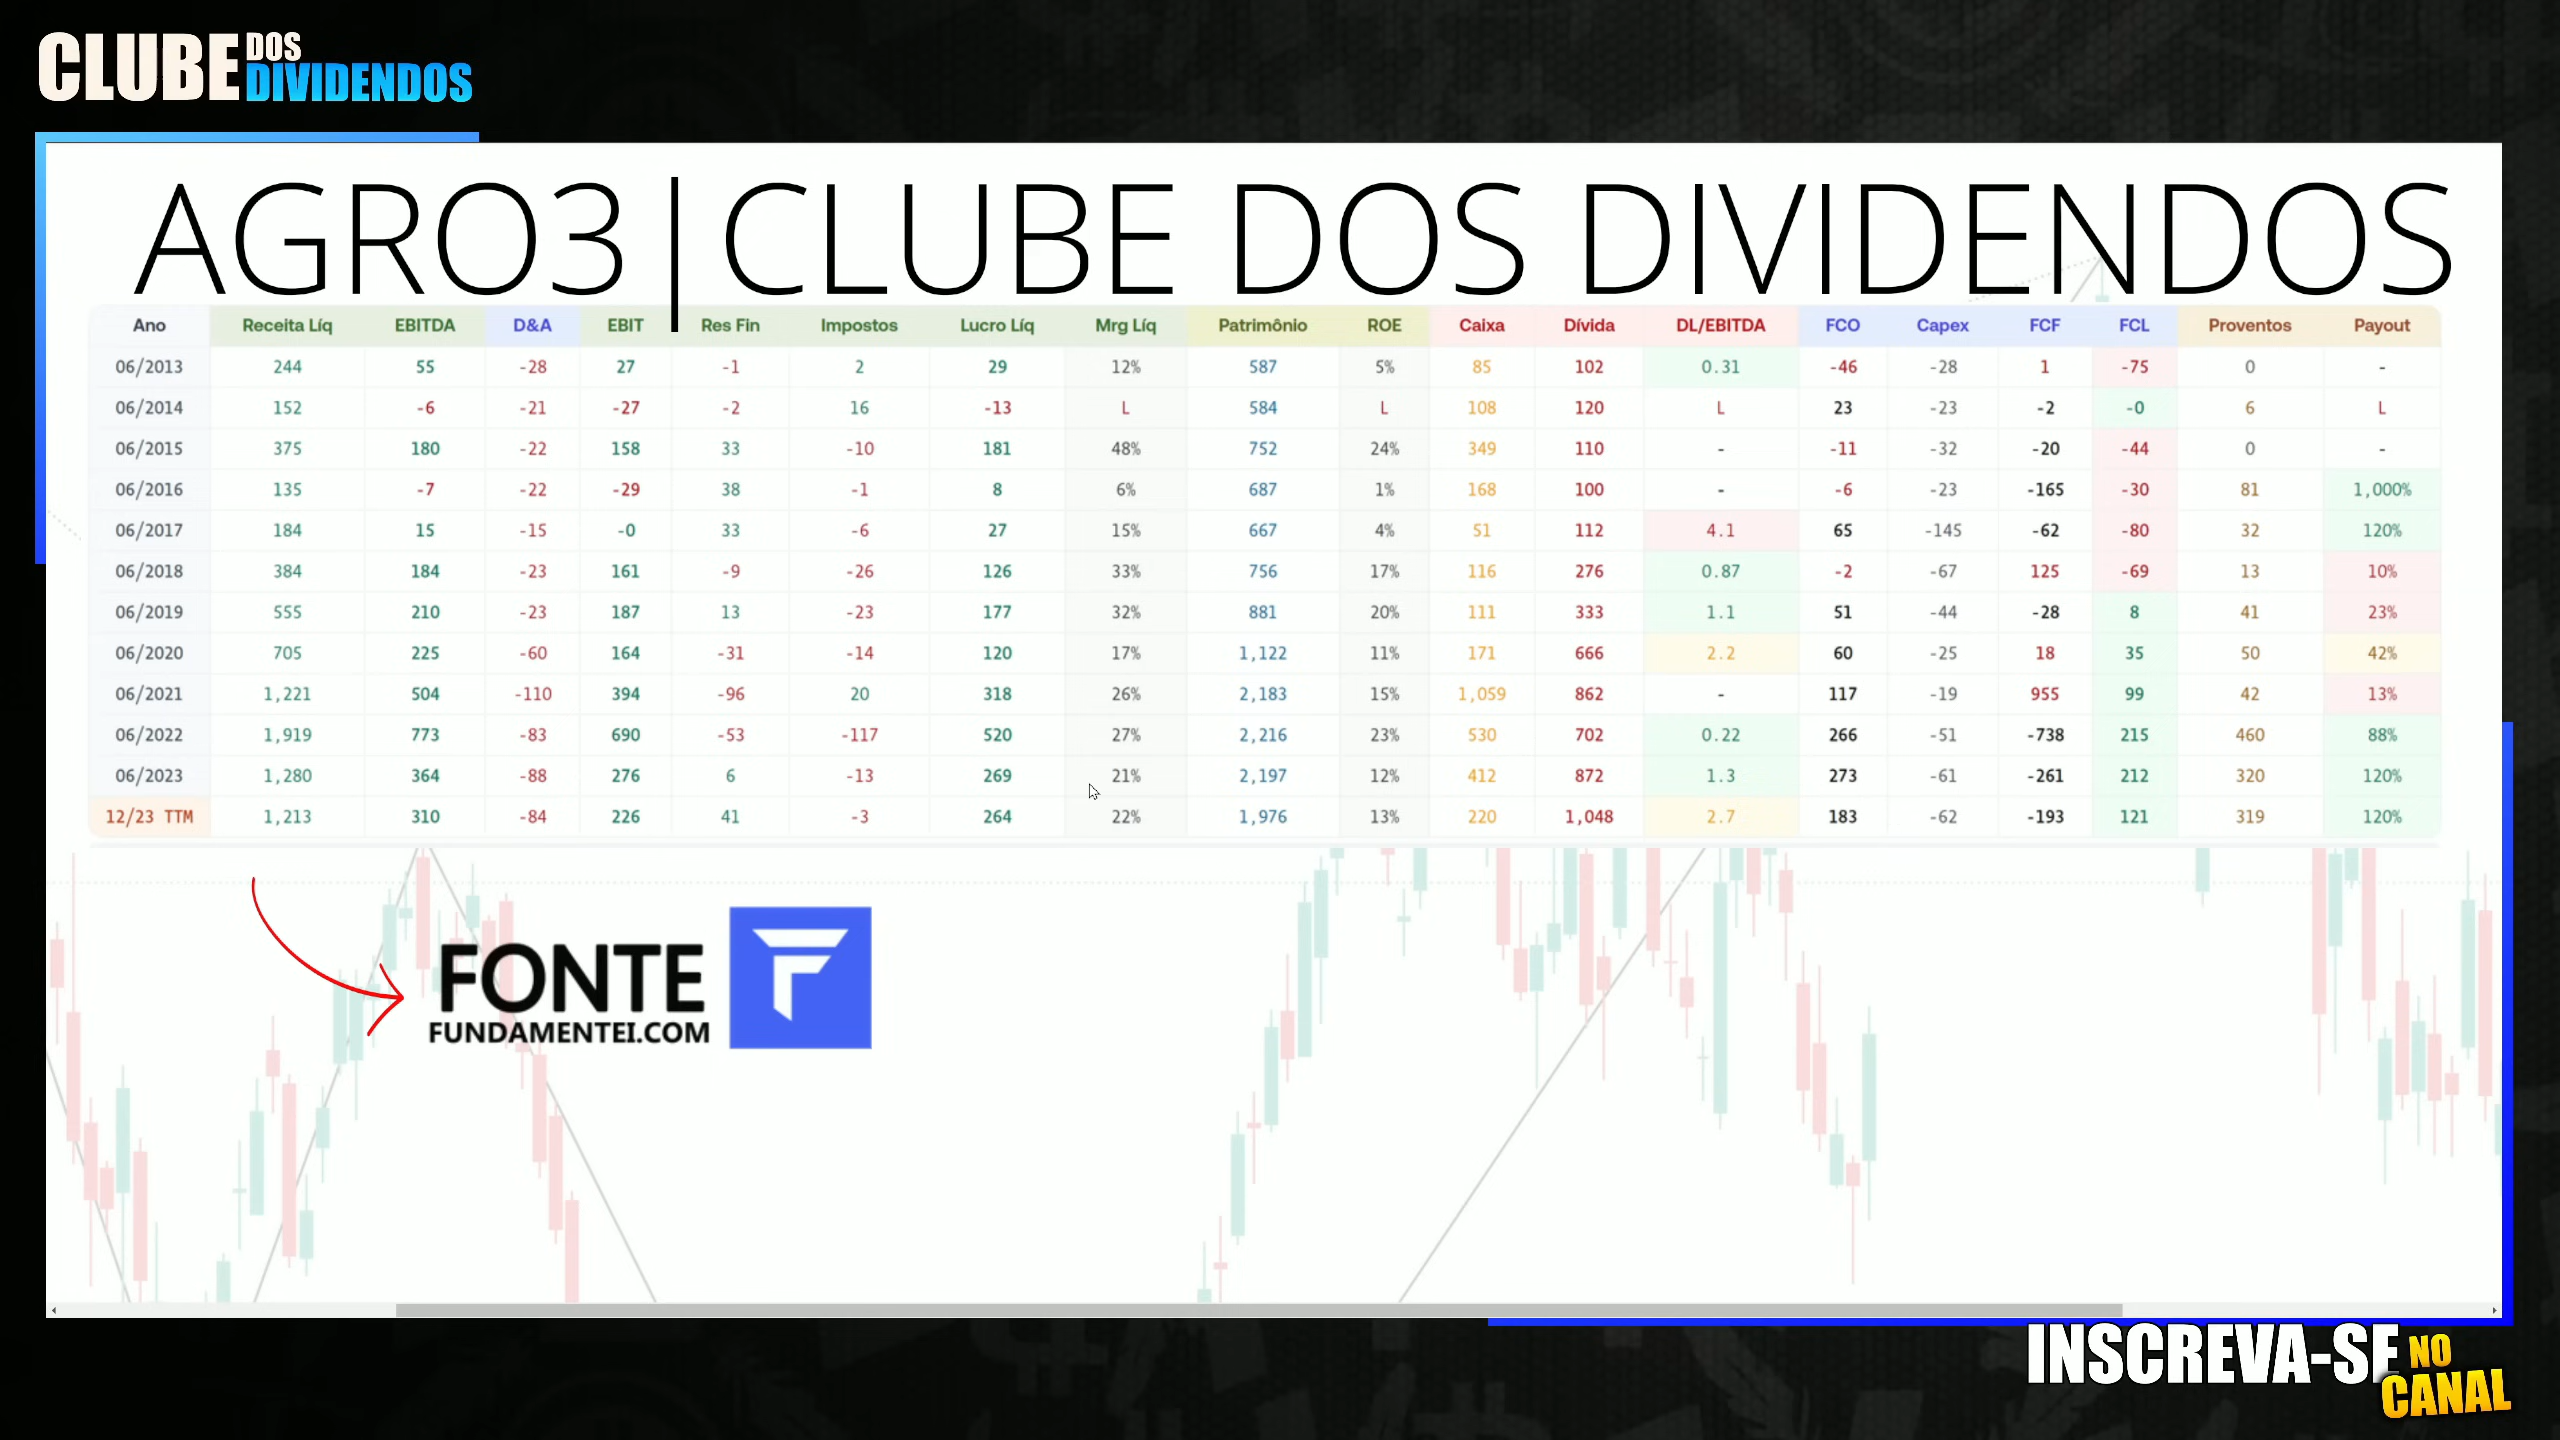 CLUBE DOS DIVIDENDOS
AGRO3|CLUBE DOS DIVIDENDOS
Ano Receita Líq EBITDA D&A EBIT Res Fin Impostos Lucro Líq Mrg Líq Patrimônio ROE Caixa Dívida DL/EBITDA FCO Capex FCF FCL Proventos Payout
06/2013 244 55 -28 27 -1 2 29 12% 587 5% 85 102 0.31 -46 -28 1 -75 0 -
06/2014 152 -6 -21 -27 -2 16 -13 L 584 L 108 120 L 23 -23 -2 -0 6 L
06/2015 375 180 -22 158 33 -10 181 48% 752 24% 349 110 - -11 -32 -20 -44 0 -
06/2016 135 -7 -22 -29 38 -1 8 6% 687 1% 168 100 - -6 -23 -165 -30 81 1,000%
06/2017 184 15 -15 -0 33 -6 27 15% 667 4% 51 112 4.1 65 -145 -62 -80 32 120%
06/2018 384 184 -23 161 -9 -26 126 33% 756 17% 116 276 0.87 -2 -67 125 -69 13 10%
06/2019 555 210 -23 187 13 -23 177 32% 881 20% 111 333 1.1 51 -44 -28 8 41 23%
06/2020 705 225 -60 164 -31 -14 120 17% 1,122 11% 171 666 2.2 60 -25 18 35 50 42%
06/2021 1,221 504 -110 394 -96 20 318 26% 2,183 15% 1,059 862 - 117 -19 955 99 42 13%
06/2022 1,919 773 -83 690 -53 -117 520 27% 2,216 23% 530 702 0.22 266 -51 -738 215 460 88%
06/2023 1,280 364 -88 276 6 -13 269 21% 2,197 12% 412 872 1.3 273 -61 -261 212 320 120%
12/23 TTM 1,213 310 -84 226 41 -3 264 22% 1,976 13% 220 1,048 2.7 183 -62 -193 121 319 120%
FONTE
FUNDAMENTEI.COM
INSCREVA-SE NO
CANAL